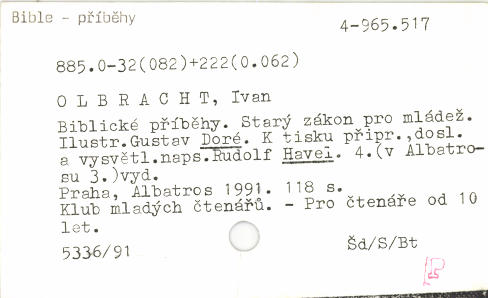 Bible - příběhy
4-965.517
885.0-32(082)+222(0.062)
O L B R A C H T, Ivan
Biblické příběhy. Starý zákon pro mládež.
Ilustr.Gustav Doré. K tisku připr.,dosl.
a vysvětl.naps.Rudolf Havel. 4.(v Albatro-
su 3.)vyd.
Praha, Albatros 1991. 118 s.
Klub mladých čtenářů. - Pro čtenáře od 10
let.
5336/91
Šd/S/Bt